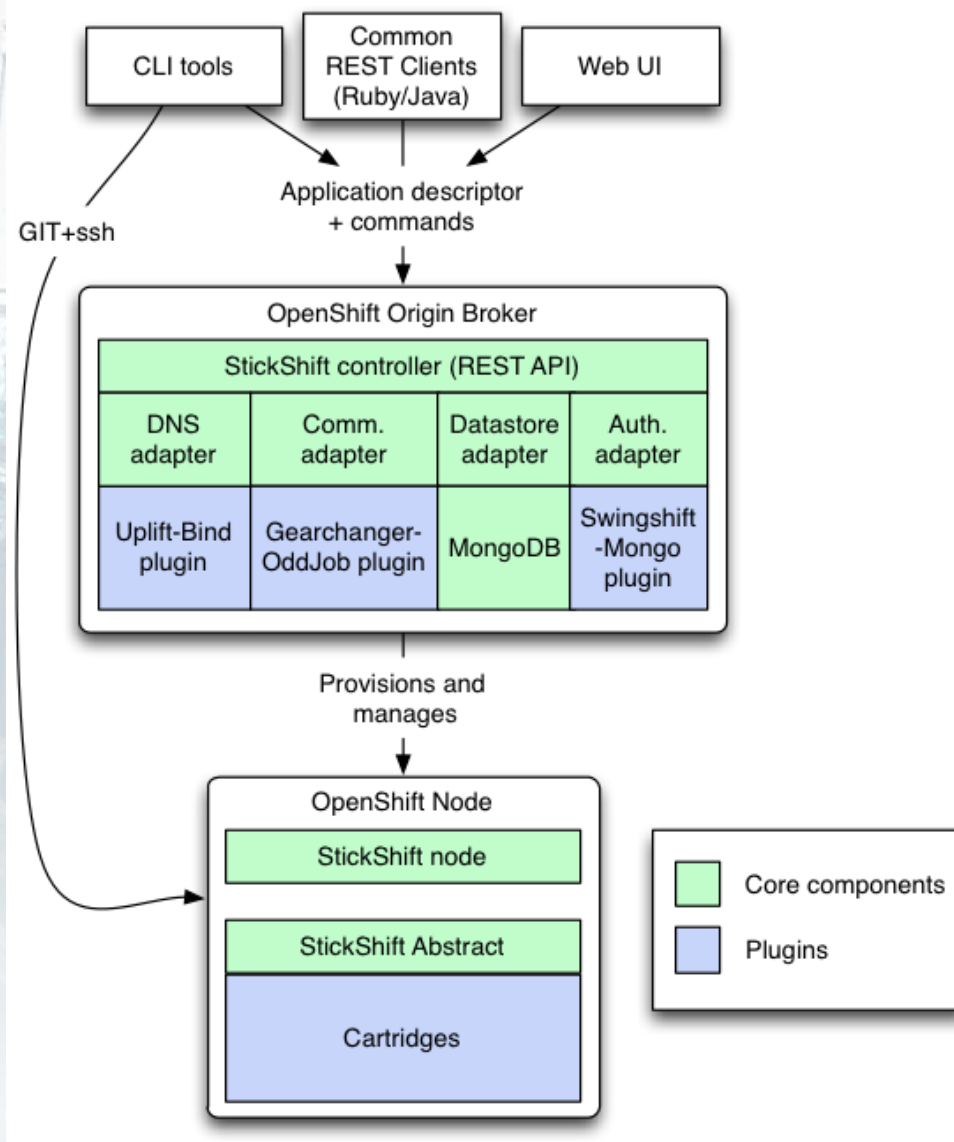 CLI tools
Common
REST Clients
(Ruby/Java)
Web UI
Application descriptor
+ commands
GIT+ssh
OpenShift Origin Broker
StickShift controller (REST API)
DNS
adapter
Comm.
adapter
Datastore
adapter
Auth.
adapter
Uplift-Bind
plugin
Gearchanger-
OddJob plugin
MongoDB
Swingshift
-Mongo
plugin
Provisions and
manages
OpenShift Node
StickShift node
StickShift Abstract
Cartridges
Core components
Plugins